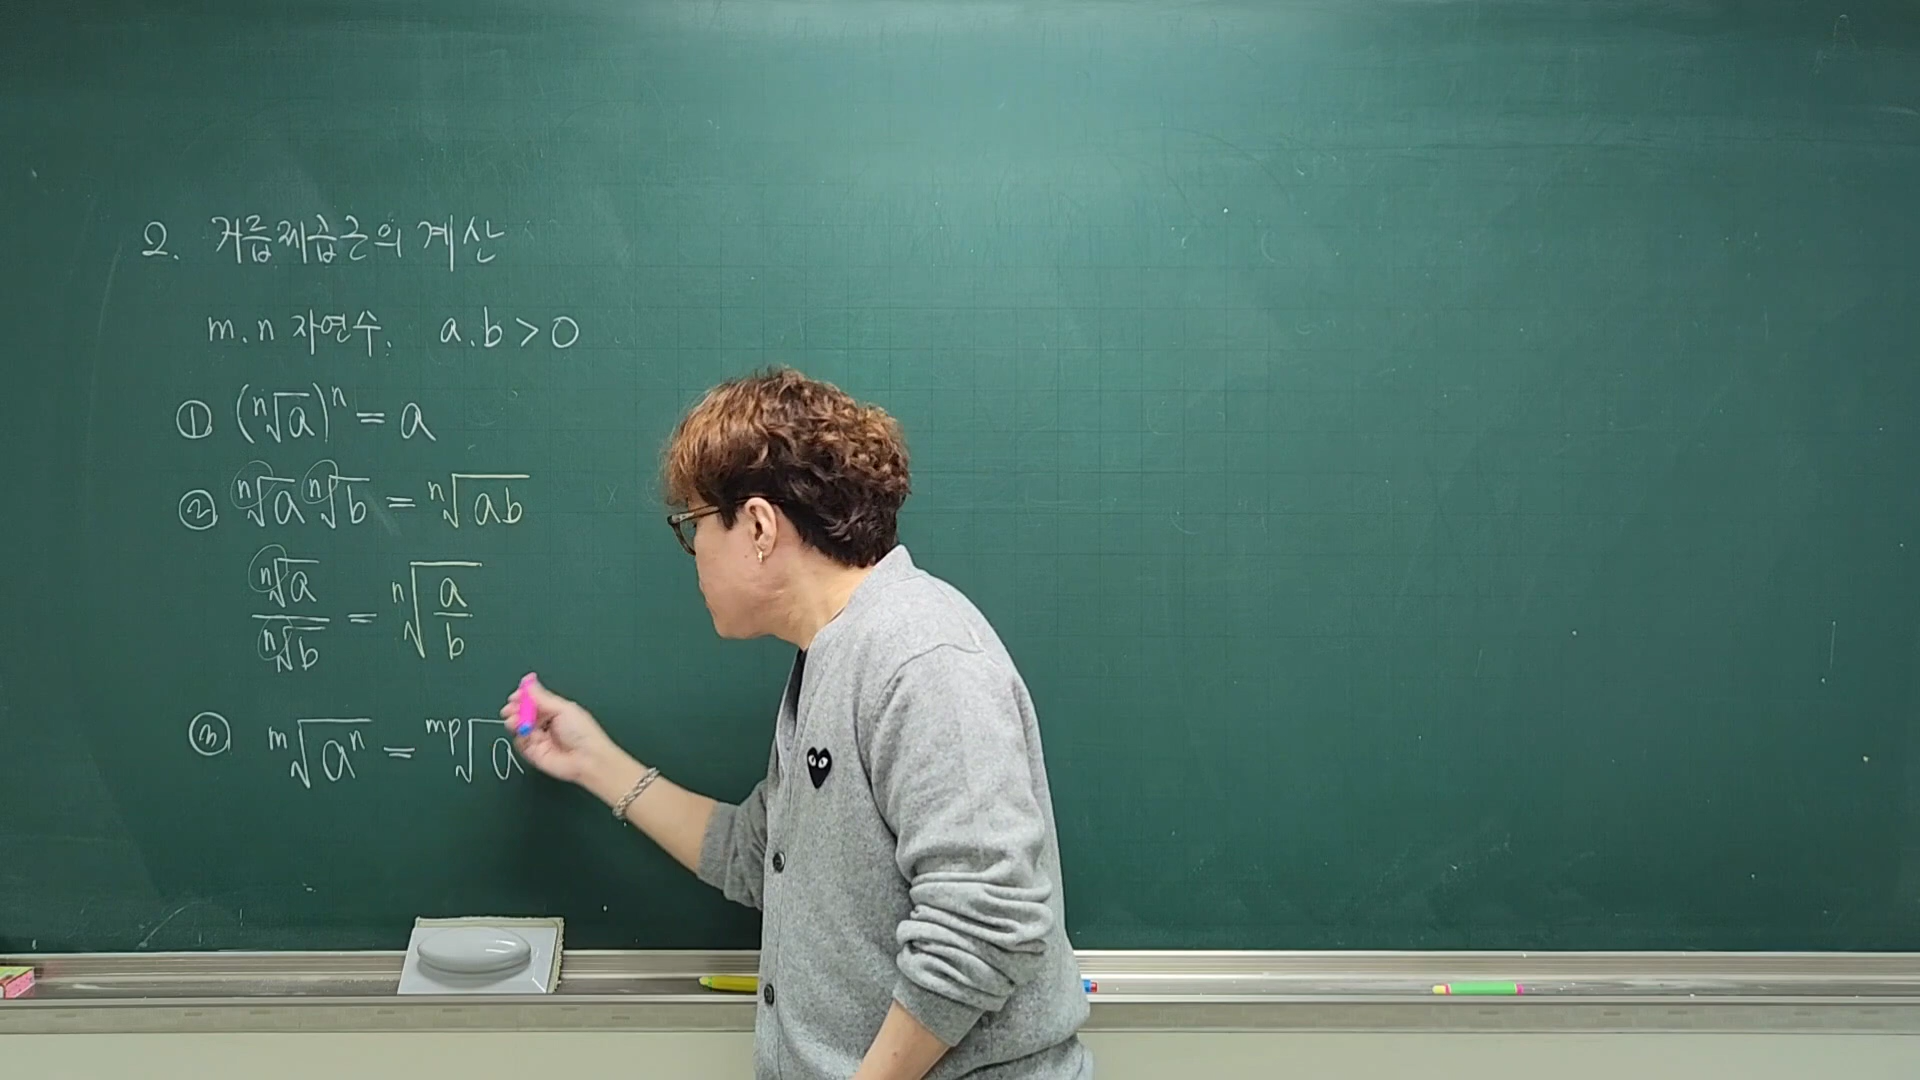 2. 거듭제곱근의 계산
m, n 자연수, a, b > 0
① (ⁿ√a)ⁿ = a
② ⁿ√a ⁿ√b = ⁿ√ab
ⁿ√a / ⁿ√b = ⁿ√(a/b)
③ ᵐ√aⁿ = ᵐᵖ√a